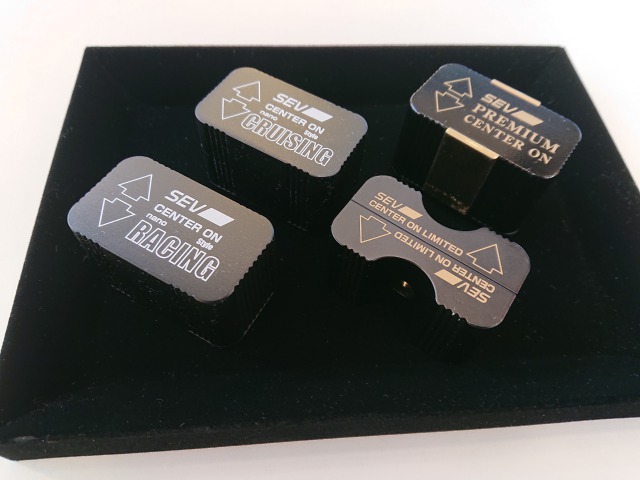 SEV
CENTER ON
nano Style
CRUISING
SEV
PREMIUM
CENTER ON
SEV
CENTER ON
nano Style
RACING
SEV
CENTER ON LIMITED
SEV
CENTER ON LIMITED